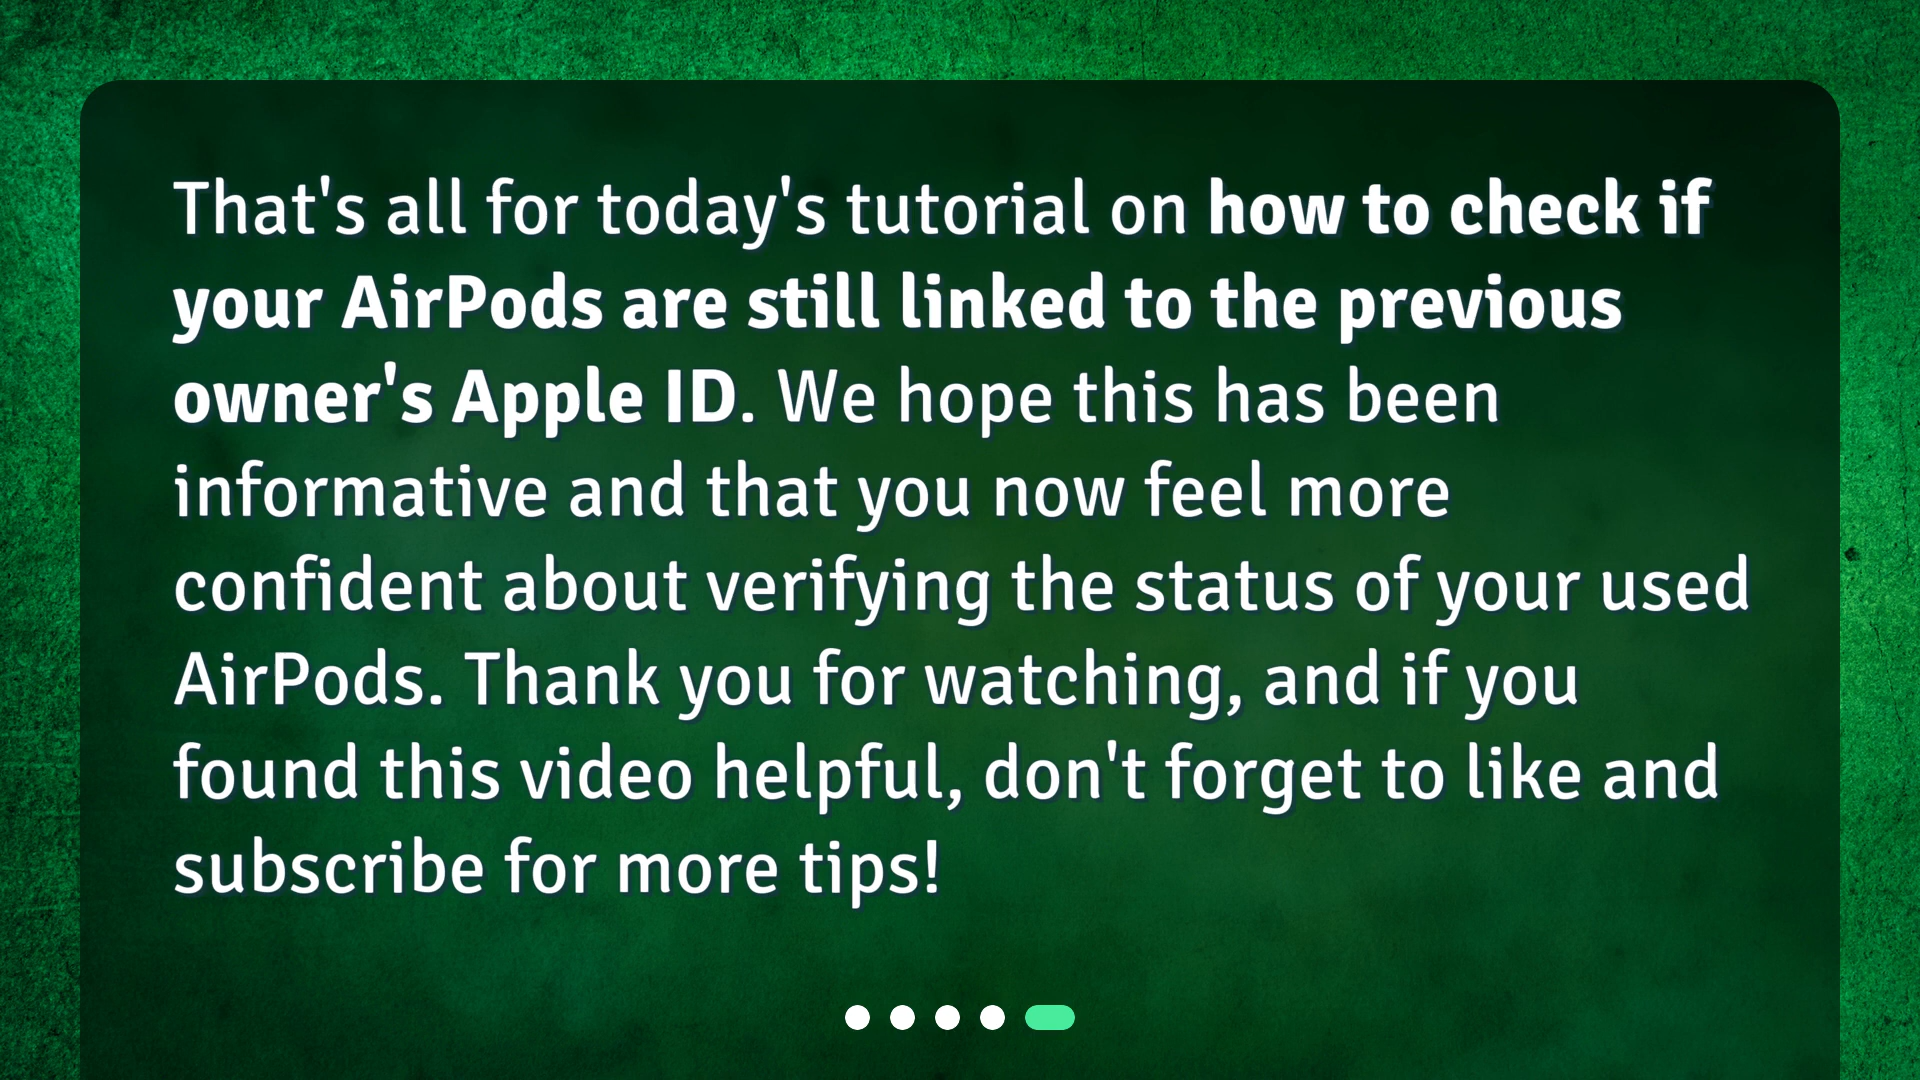 That's all for today's tutorial on how to check if
your AirPods are still linked to the previous
owner's Apple ID. We hope this has been
informative and that you now feel more
confident about verifying the status of your used
AirPods. Thank you for watching, and if you
found this video helpful, don't forget to like and
subscribe for more tips!